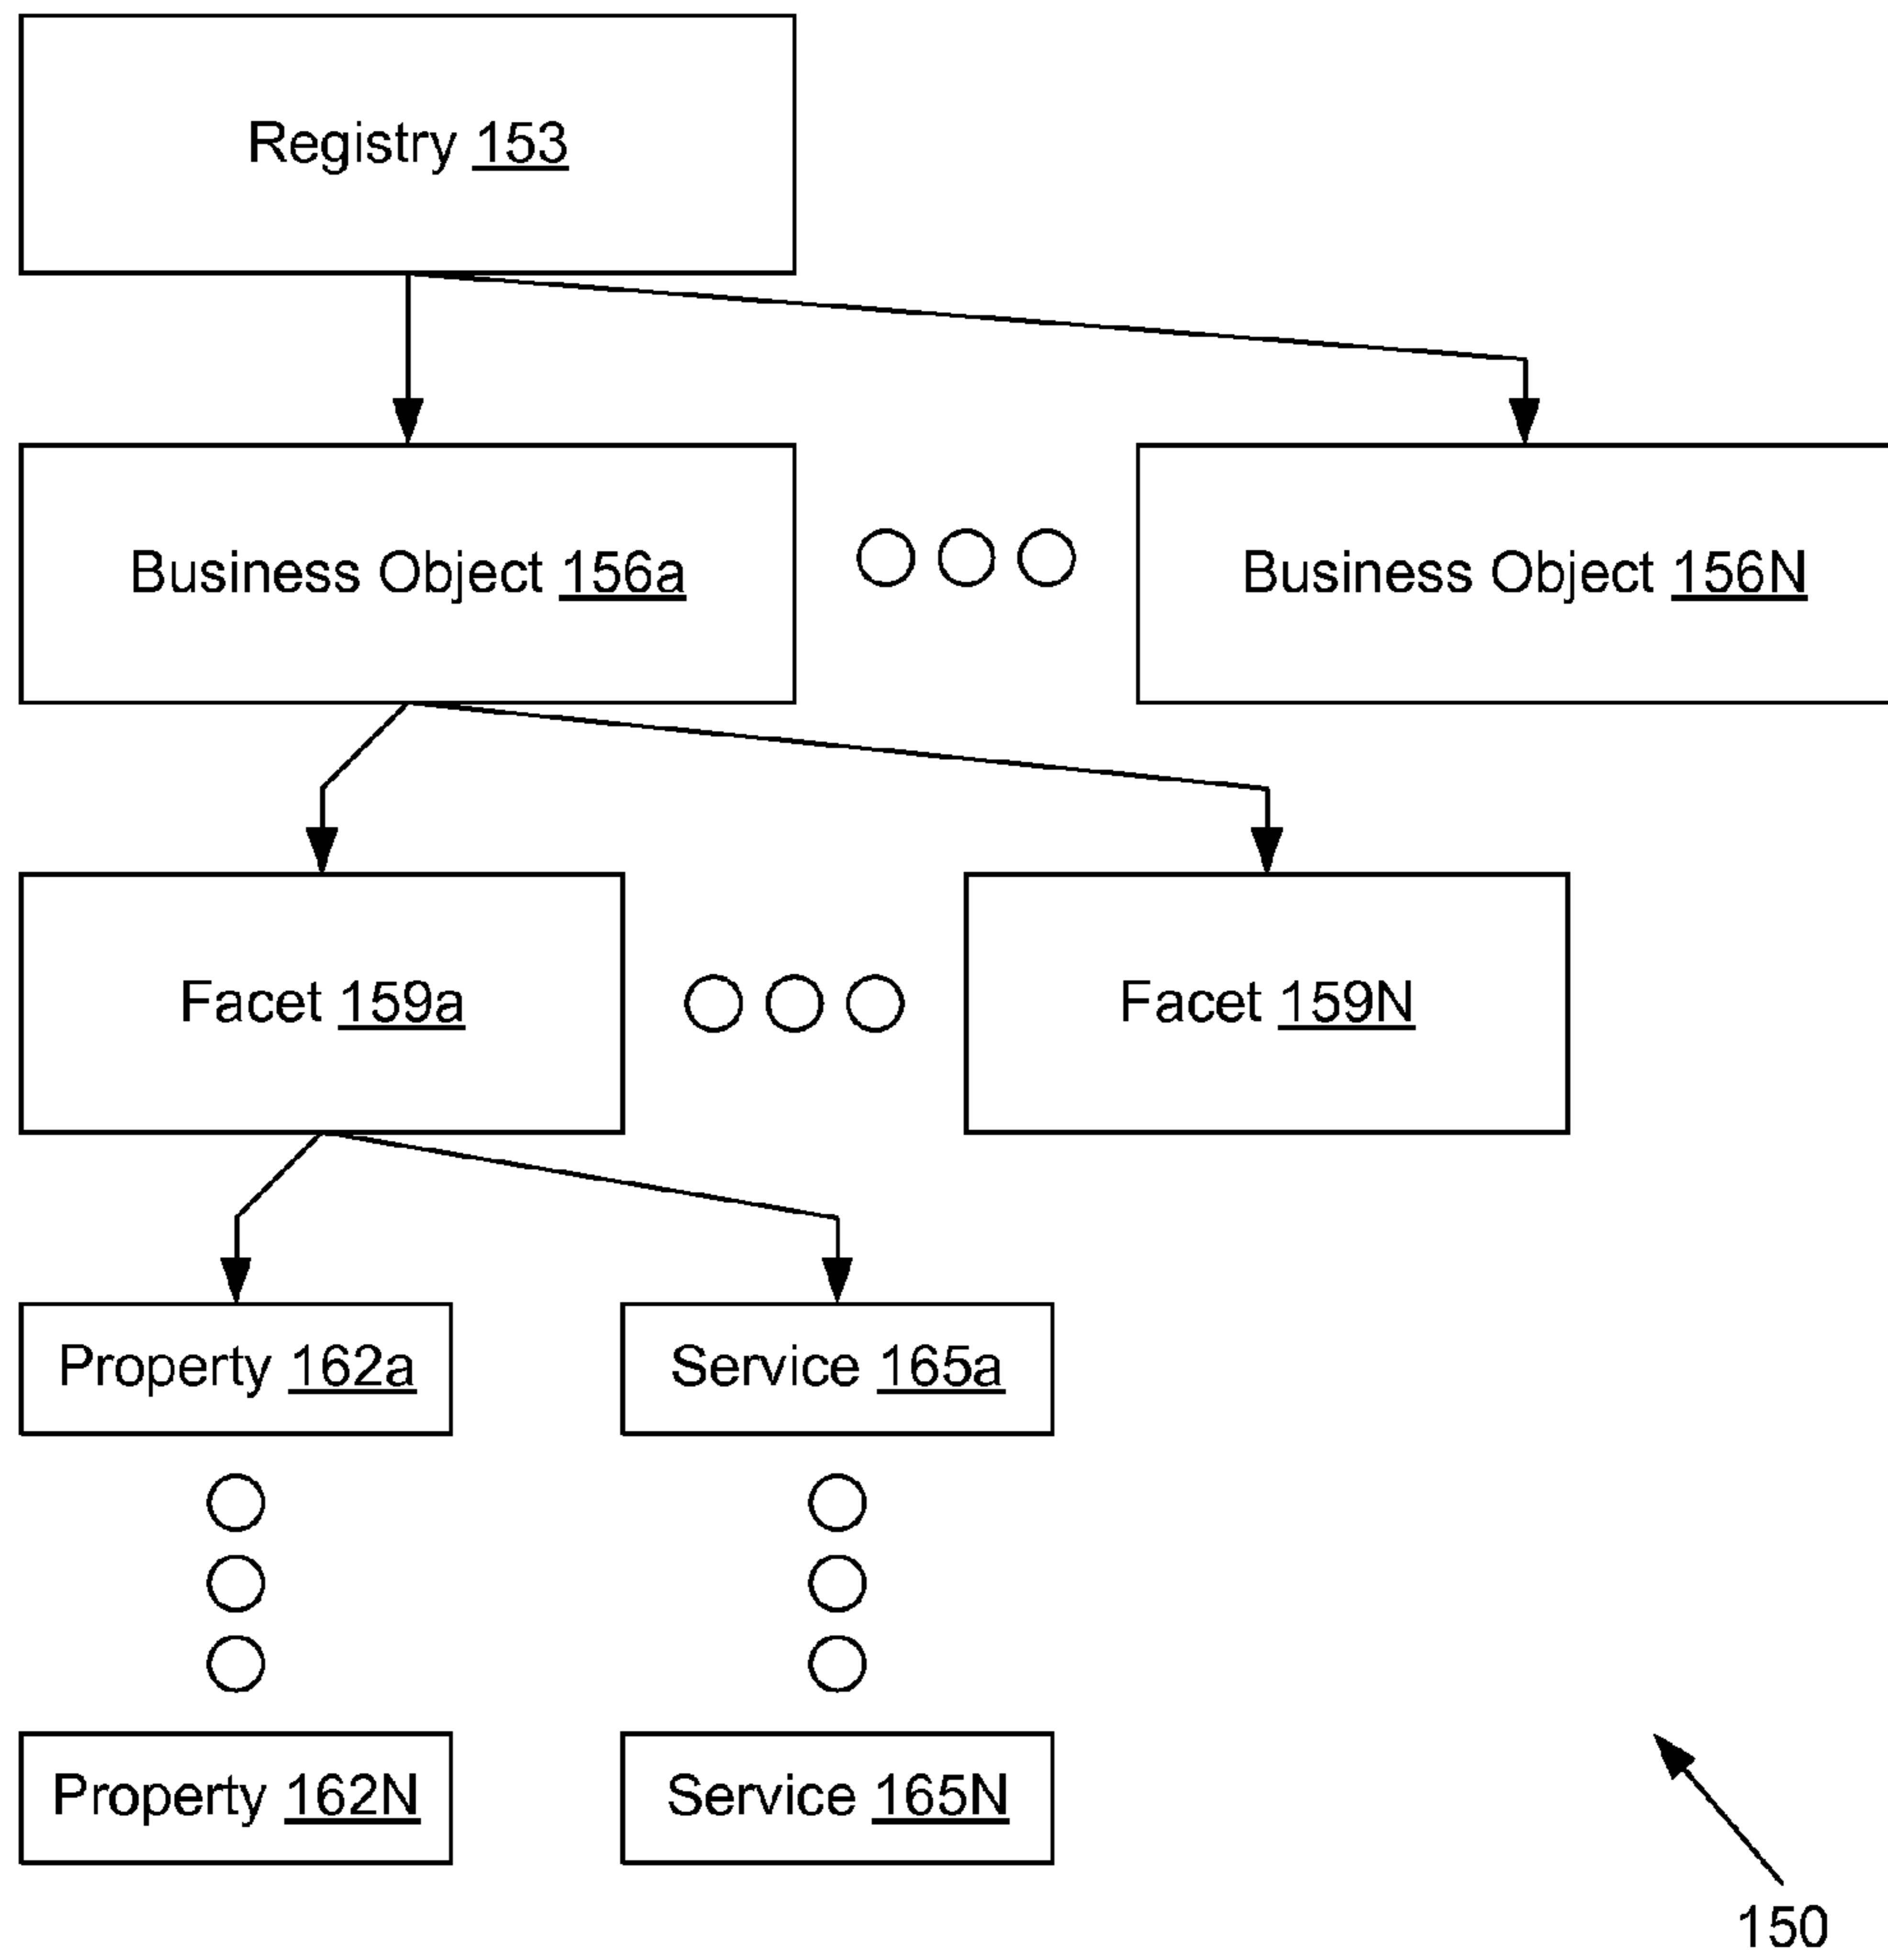 Registry 153
Business Object 156a
Business Object 156N
Facet 159a
Facet 159N
Property 162a
Service 165a
Property 162N
Service 165N
150